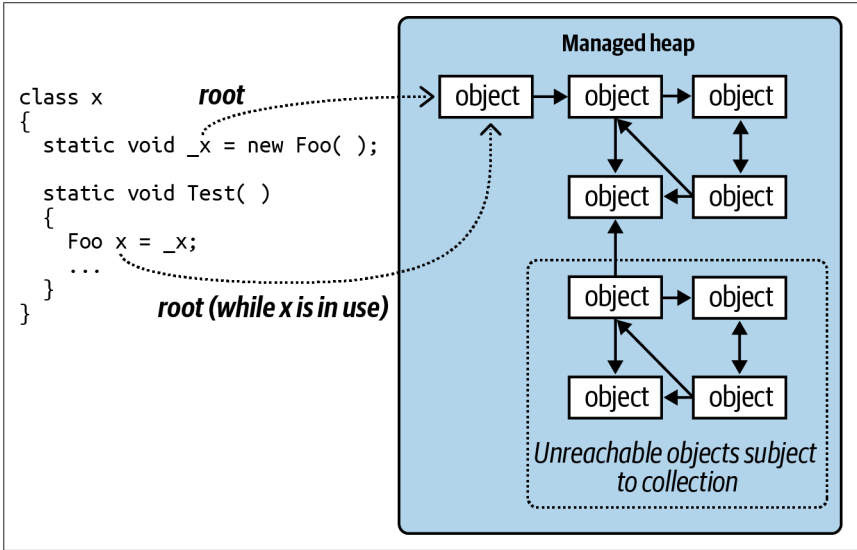 class x
{
static void _x = new Foo( );
static void Test( )
{
Foo x = _x;
...
}
}
root
root (while x is in use)
Managed heap
object object object
object object
object object
object object
Unreachable objects subject
to collection